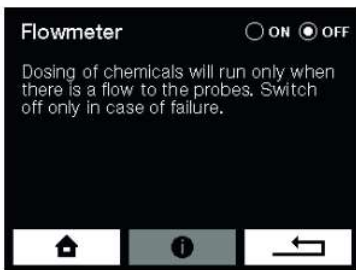 Flowmeter ON OFF
Dosing of chemicals will run only when
there is a flow to the probes. Switch
off only in case of failure.